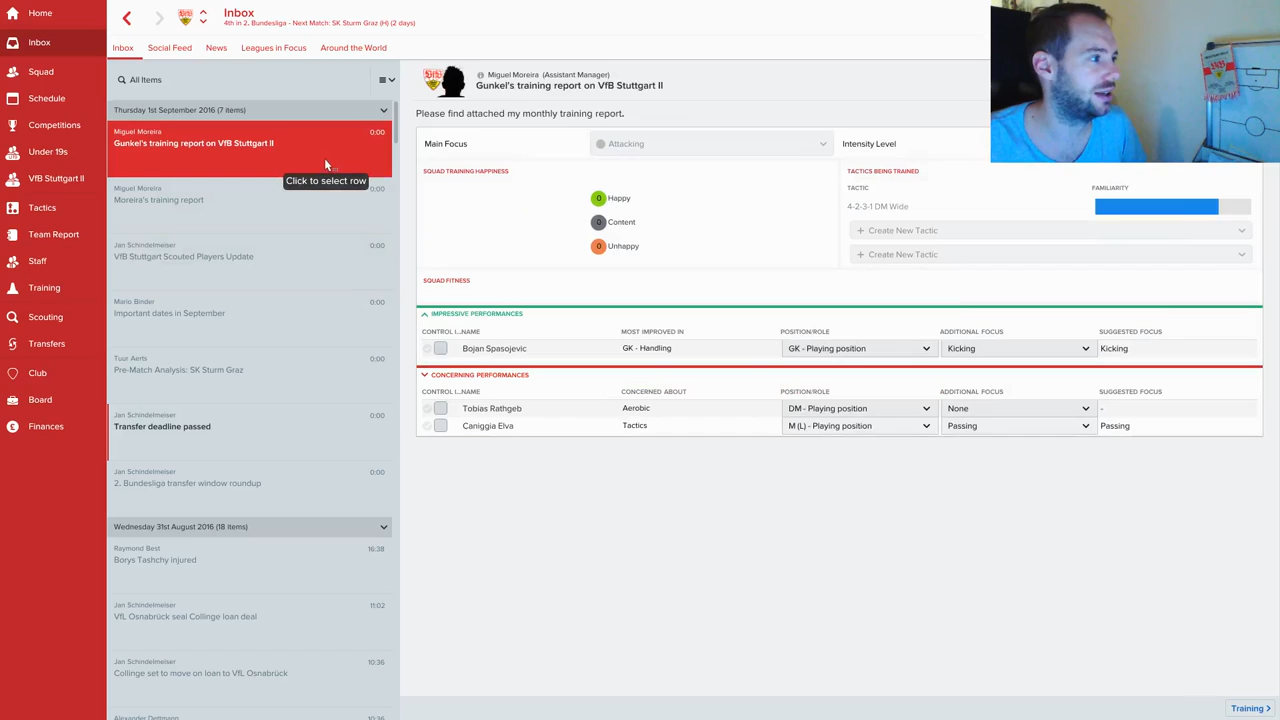 Home
Inbox
Squad
Schedule
Competitions
Under 19s
VfB Stuttgart II
Tactics
Team Report
Staff
Training
Scouting
Transfers
Club
Board
Finances
Inbox
4th in 2. Bundesliga - Next Match: SK Sturm Graz (H) (2 days)
Inbox Social Feed News Leagues in Focus Around the World
All Items
Thursday 1st September 2016 (7 items)
Miguel Moreira 0:00
Gunkel's training report on VfB Stuttgart II
Click to select row
Miguel Moreira 0:00
Moreira's training report
Jan Schindelmeiser 0:00
VfB Stuttgart Scouted Players Update
Mario Binder 0:00
Important dates in September
Tuur Aerts 0:00
Pre-Match Analysis: SK Sturm Graz
Jan Schindelmeiser 0:00
Transfer deadline passed
Jan Schindelmeiser 0:00
2. Bundesliga transfer window roundup
Wednesday 31st August 2016 (18 items)
Raymond Best 16:38
Borys Tashchy injured
Jan Schindelmeiser 11:02
VfL Osnabrück seal Collinge loan deal
Jan Schindelmeiser 10:36
Collinge set to move on loan to VfL Osnabrück
Alexander Dettmann 10:36
Miguel Moreira (Assistant Manager)
Gunkel's training report on VfB Stuttgart II
Please find attached my monthly training report.
Main Focus Attacking Intensity Level
SQUAD TRAINING HAPPINESS
0 Happy
0 Content
0 Unhappy
TACTICS BEING TRAINED
TACTIC FAMILIARITY
4-2-3-1 DM Wide
+ Create New Tactic
+ Create New Tactic
SQUAD FITNESS
IMPRESSIVE PERFORMANCES
CONTROL I... NAME MOST IMPROVED IN POSITION/ROLE ADDITIONAL FOCUS SUGGESTED FOCUS
Bojan Spasojevic GK - Handling GK - Playing position Kicking Kicking
CONCERNING PERFORMANCES
CONTROL I... NAME CONCERNED ABOUT POSITION/ROLE ADDITIONAL FOCUS SUGGESTED FOCUS
Tobias Rathgeb Aerobic DM - Playing position None -
Caniggia Elva Tactics M (L) - Playing position Passing Passing
Training